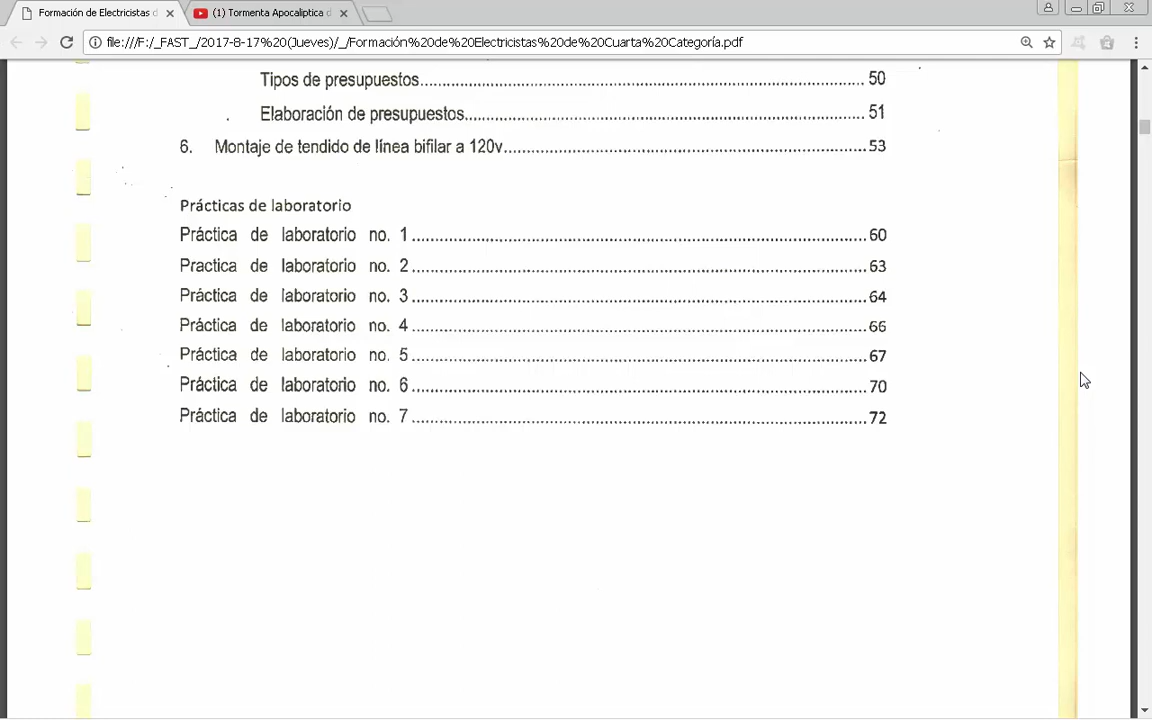 Formación de Electricistas d
(1) Tormenta Apocaliptica d
file:///F:/_FAST_/2017-8-17%20(Jueves)/_/Formación%20de%20Electricistas%20de%20Cuarta%20Categoría.pdf
Tipos de presupuestos 50
Elaboración de presupuestos 51
6. Montaje de tendido de línea bifilar a 120v 53
Prácticas de laboratorio
Práctica de laboratorio no. 1 60
Practica de laboratorio no. 2 63
Práctica de laboratorio no. 3 64
Práctica de laboratorio no. 4 66
Práctica de laboratorio no. 5 67
Práctica de laboratorio no. 6 70
Práctica de laboratorio no. 7 72